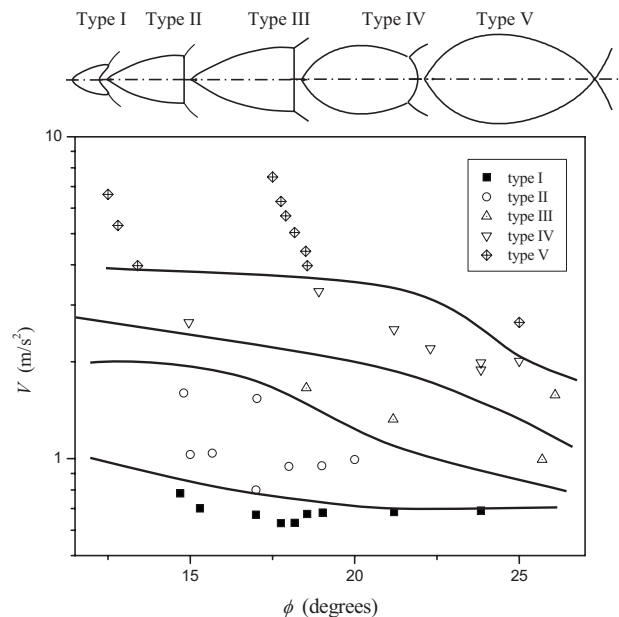 Type I Type II Type III Type IV Type V
10
type I
type II
type III
type IV
type V
V (m/s²)
1
15 20 25
ϕ (degrees)